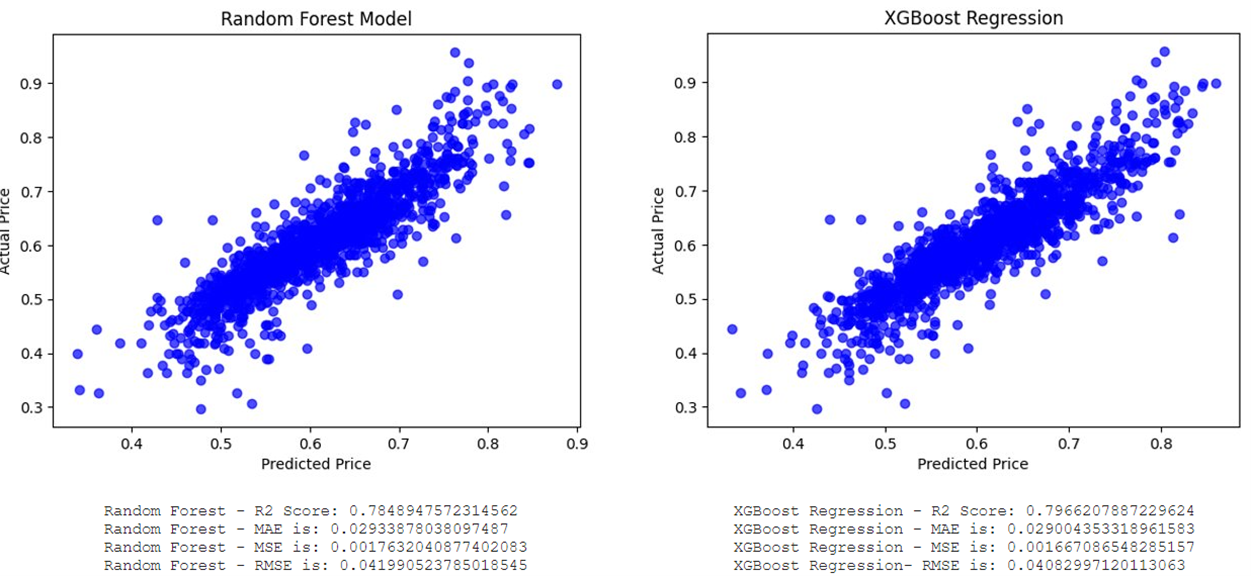 Random Forest Model
0.9
0.8
0.7
0.6
0.5
0.4
0.3
Actual Price
0.4 0.5 0.6 0.7 0.8 0.9
Predicted Price
Random Forest - R2 Score: 0.7848947572314562
Random Forest - MAE is: 0.02933878038097487
Random Forest - MSE is: 0.0017632040877402083
Random Forest - RMSE is: 0.041990523785018545
XGBoost Regression
0.9
0.8
0.7
0.6
0.5
0.4
0.3
Actual Price
0.4 0.5 0.6 0.7 0.8
Predicted Price
XGBoost Regression - R2 Score: 0.7966207887229624
XGBoost Regression - MAE is: 0.029004353318961583
XGBoost Regression - MSE is: 0.001667086548285157
XGBoost Regression- RMSE is: 0.04082997120113063